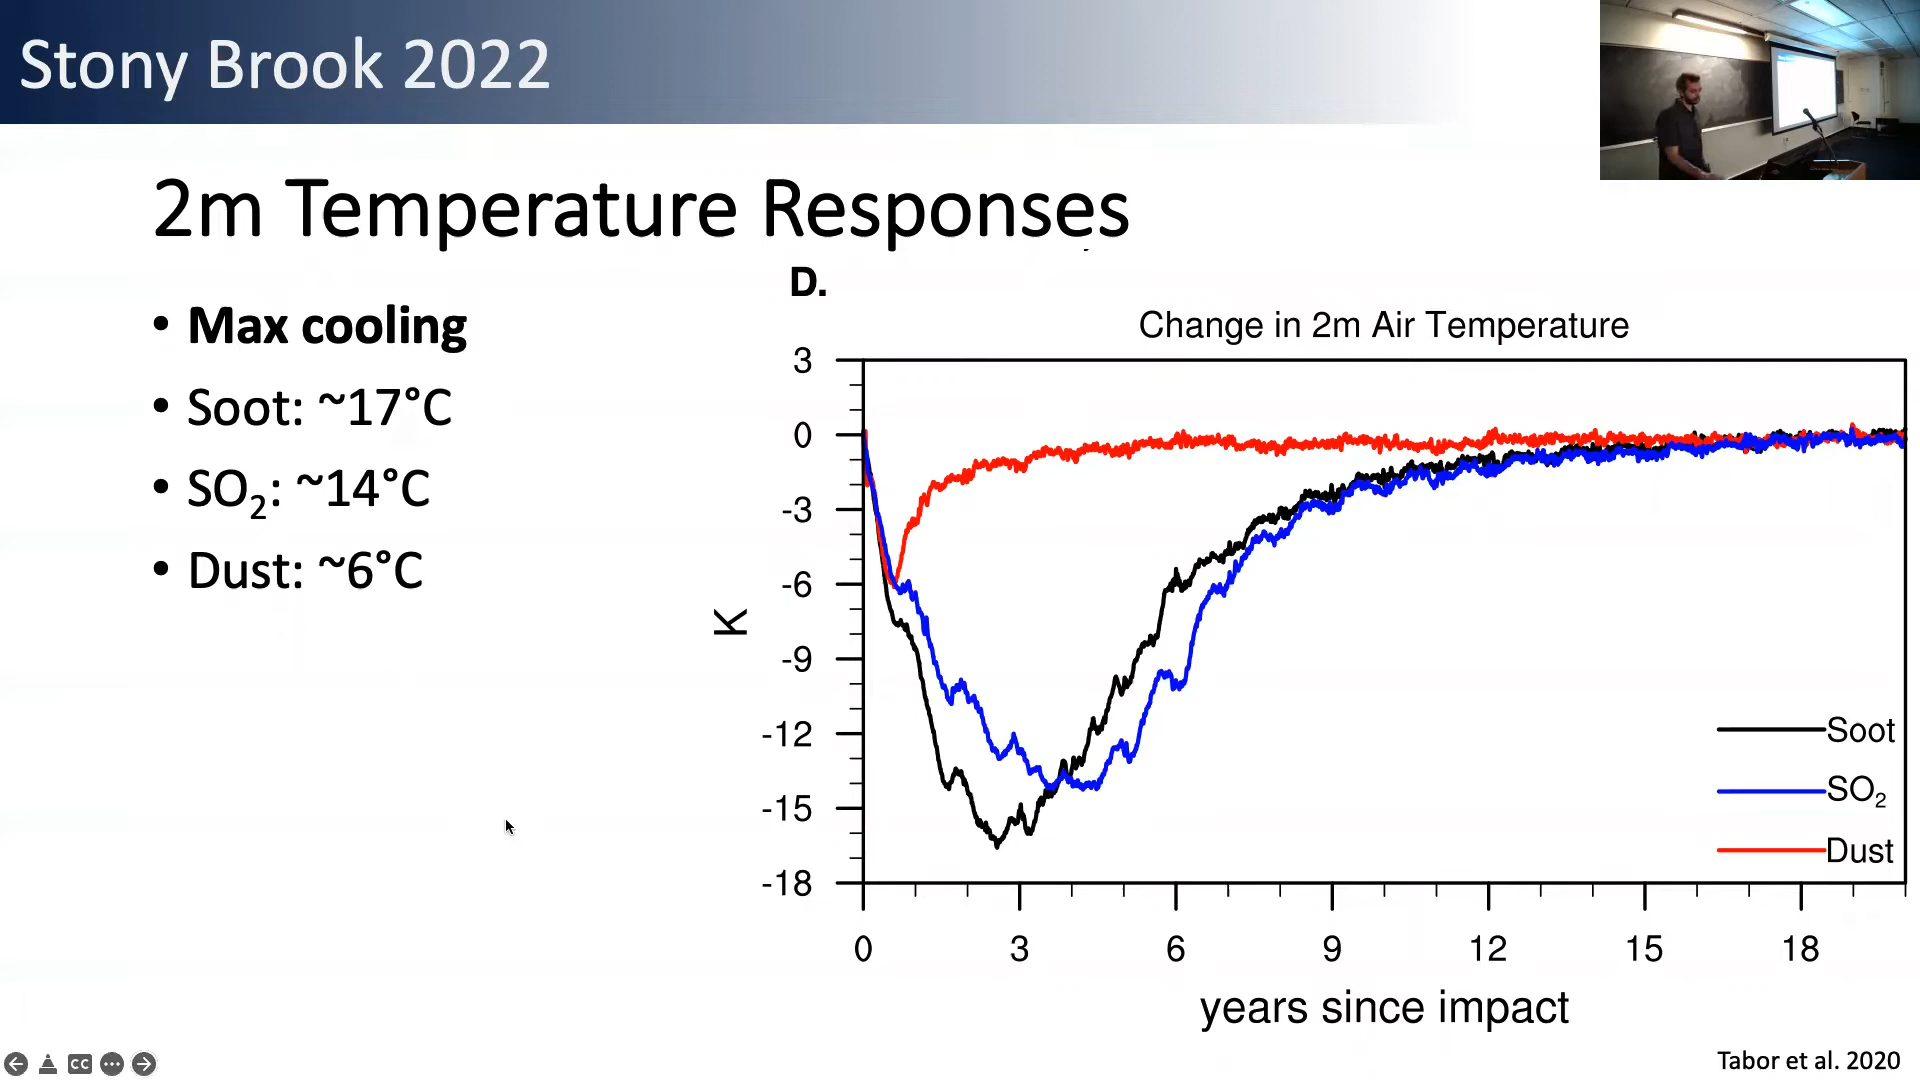 Stony Brook 2022
2m Temperature Responses
• Max cooling
• Soot: ~17°C
• SO₂: ~14°C
• Dust: ~6°C
D.
Change in 2m Air Temperature
3
0
-3
-6
-9
-12
-15
-18
K
Soot
SO₂
Dust
0 3 6 9 12 15 18
years since impact
CC
Tabor et al. 2020